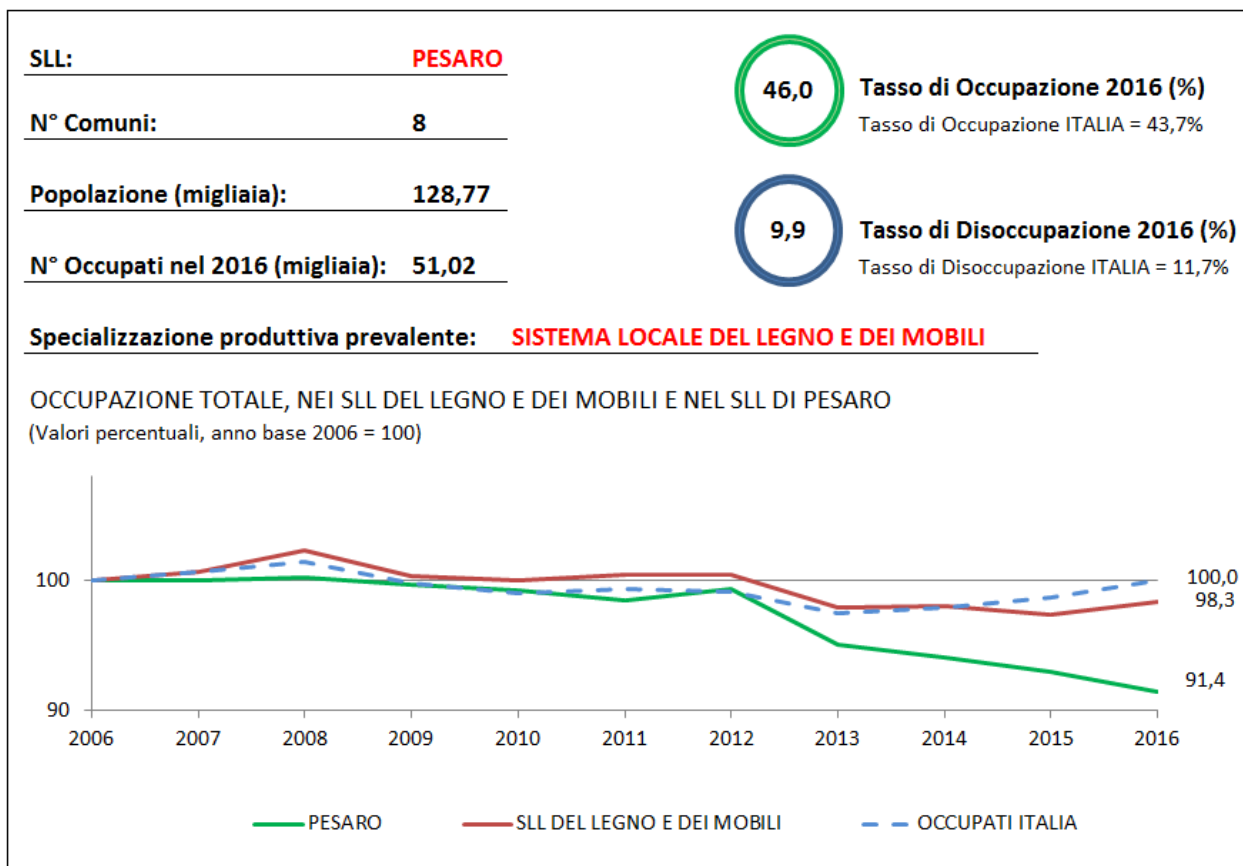 SLL: PESARO
N° Comuni: 8
Popolazione (migliaia): 128,77
N° Occupati nel 2016 (migliaia): 51,02
46,0
Tasso di Occupazione 2016 (%)
Tasso di Occupazione ITALIA = 43,7%
9,9
Tasso di Disoccupazione 2016 (%)
Tasso di Disoccupazione ITALIA = 11,7%
Specializzazione produttiva prevalente: SISTEMA LOCALE DEL LEGNO E DEI MOBILI
OCCUPAZIONE TOTALE, NEI SLL DEL LEGNO E DEI MOBILI E NEL SLL DI PESARO
(Valori percentuali, anno base 2006 = 100)
100
90
100,0
98,3
91,4
2006 2007 2008 2009 2010 2011 2012 2013 2014 2015 2016
PESARO SLL DEL LEGNO E DEI MOBILI OCCUPATI ITALIA